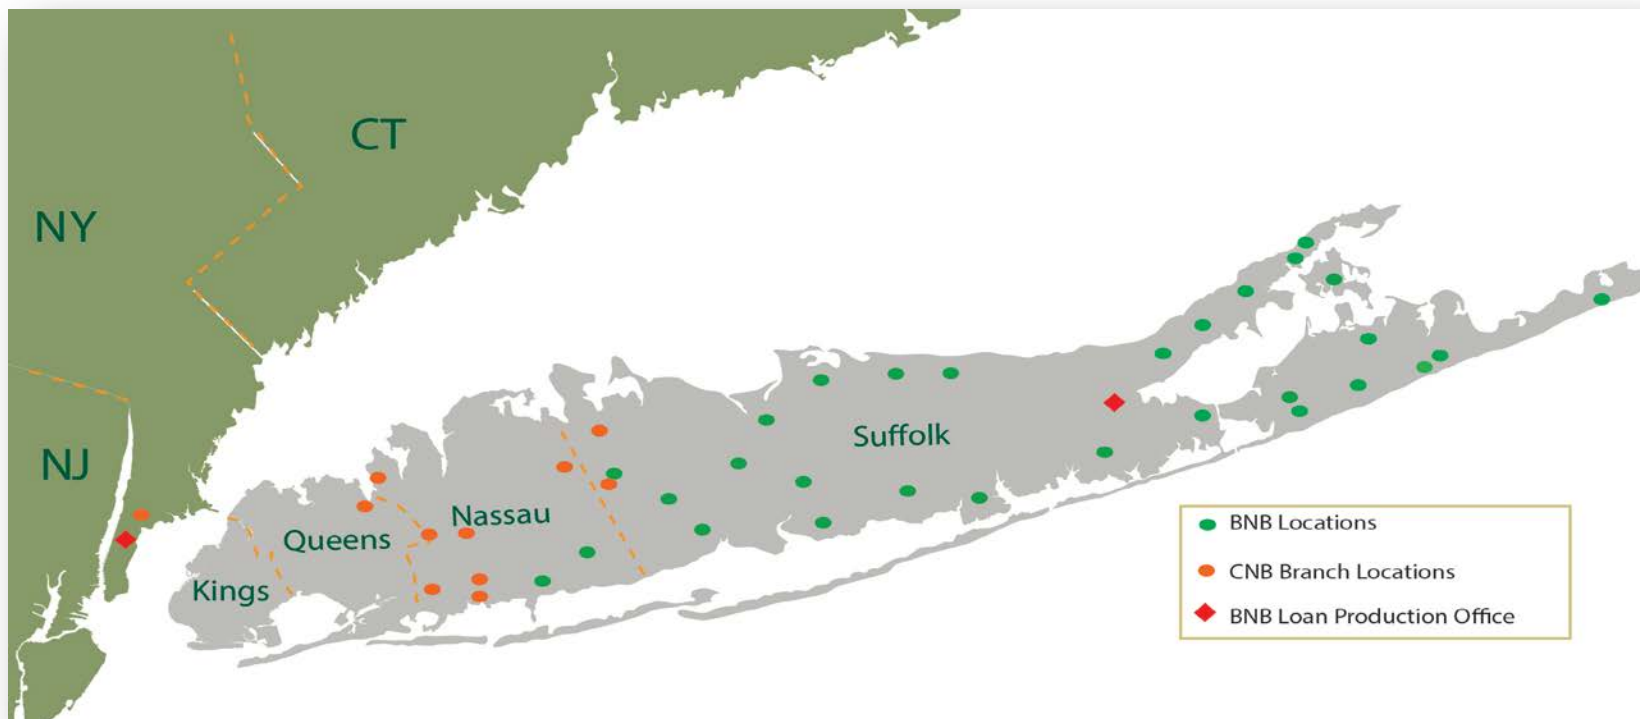 CT
NY
NJ
Suffolk
Nassau
Queens
Kings
BNB Locations
CNB Branch Locations
BNB Loan Production Office